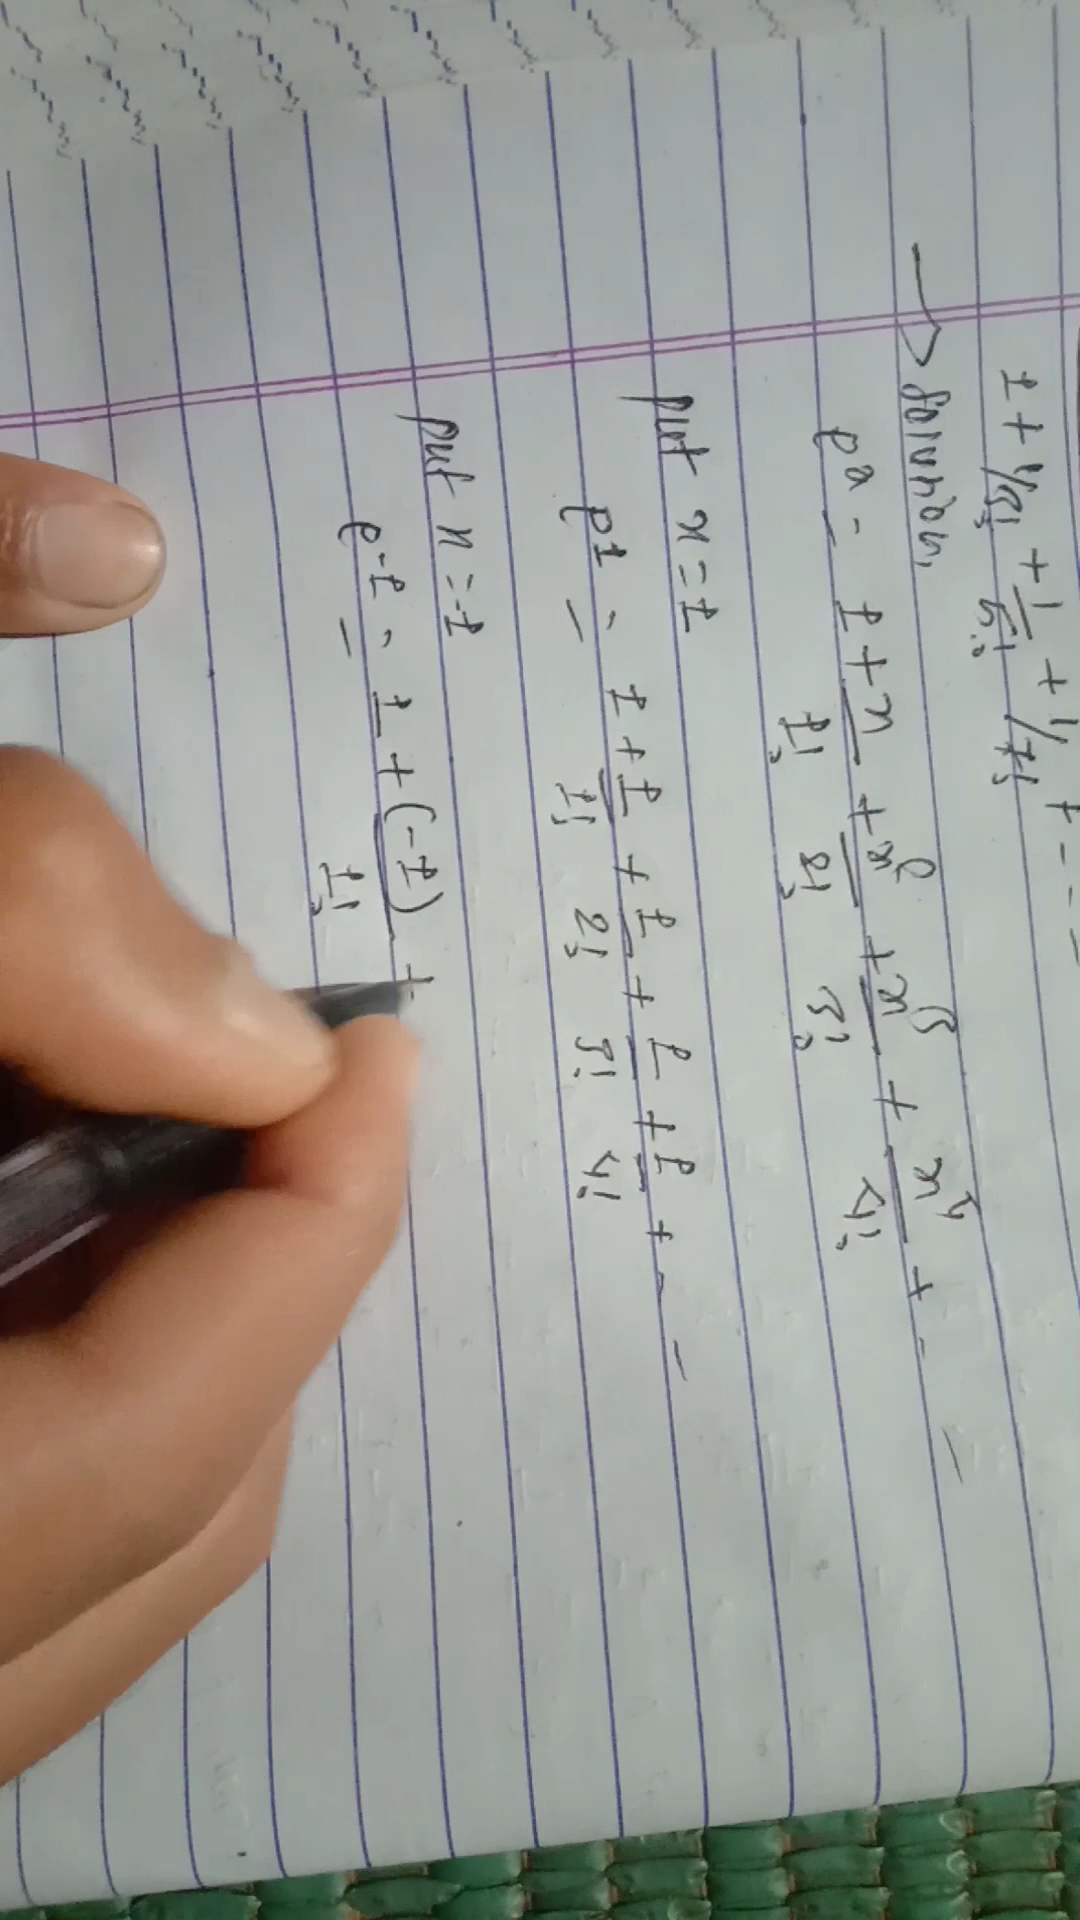 1 + 1/3! + 1/5! + 1/7! + - - -
→ Solution,
e^x = 1 + x/1! + x^2/2! + x^3/3! + x^4/4! + - -
put x = 1
e^1 = 1 + 1/1! + 1/2! + 1/3! + 1/4! + - -
put x = -1
e^-1 = 1 + (-1)/1! +